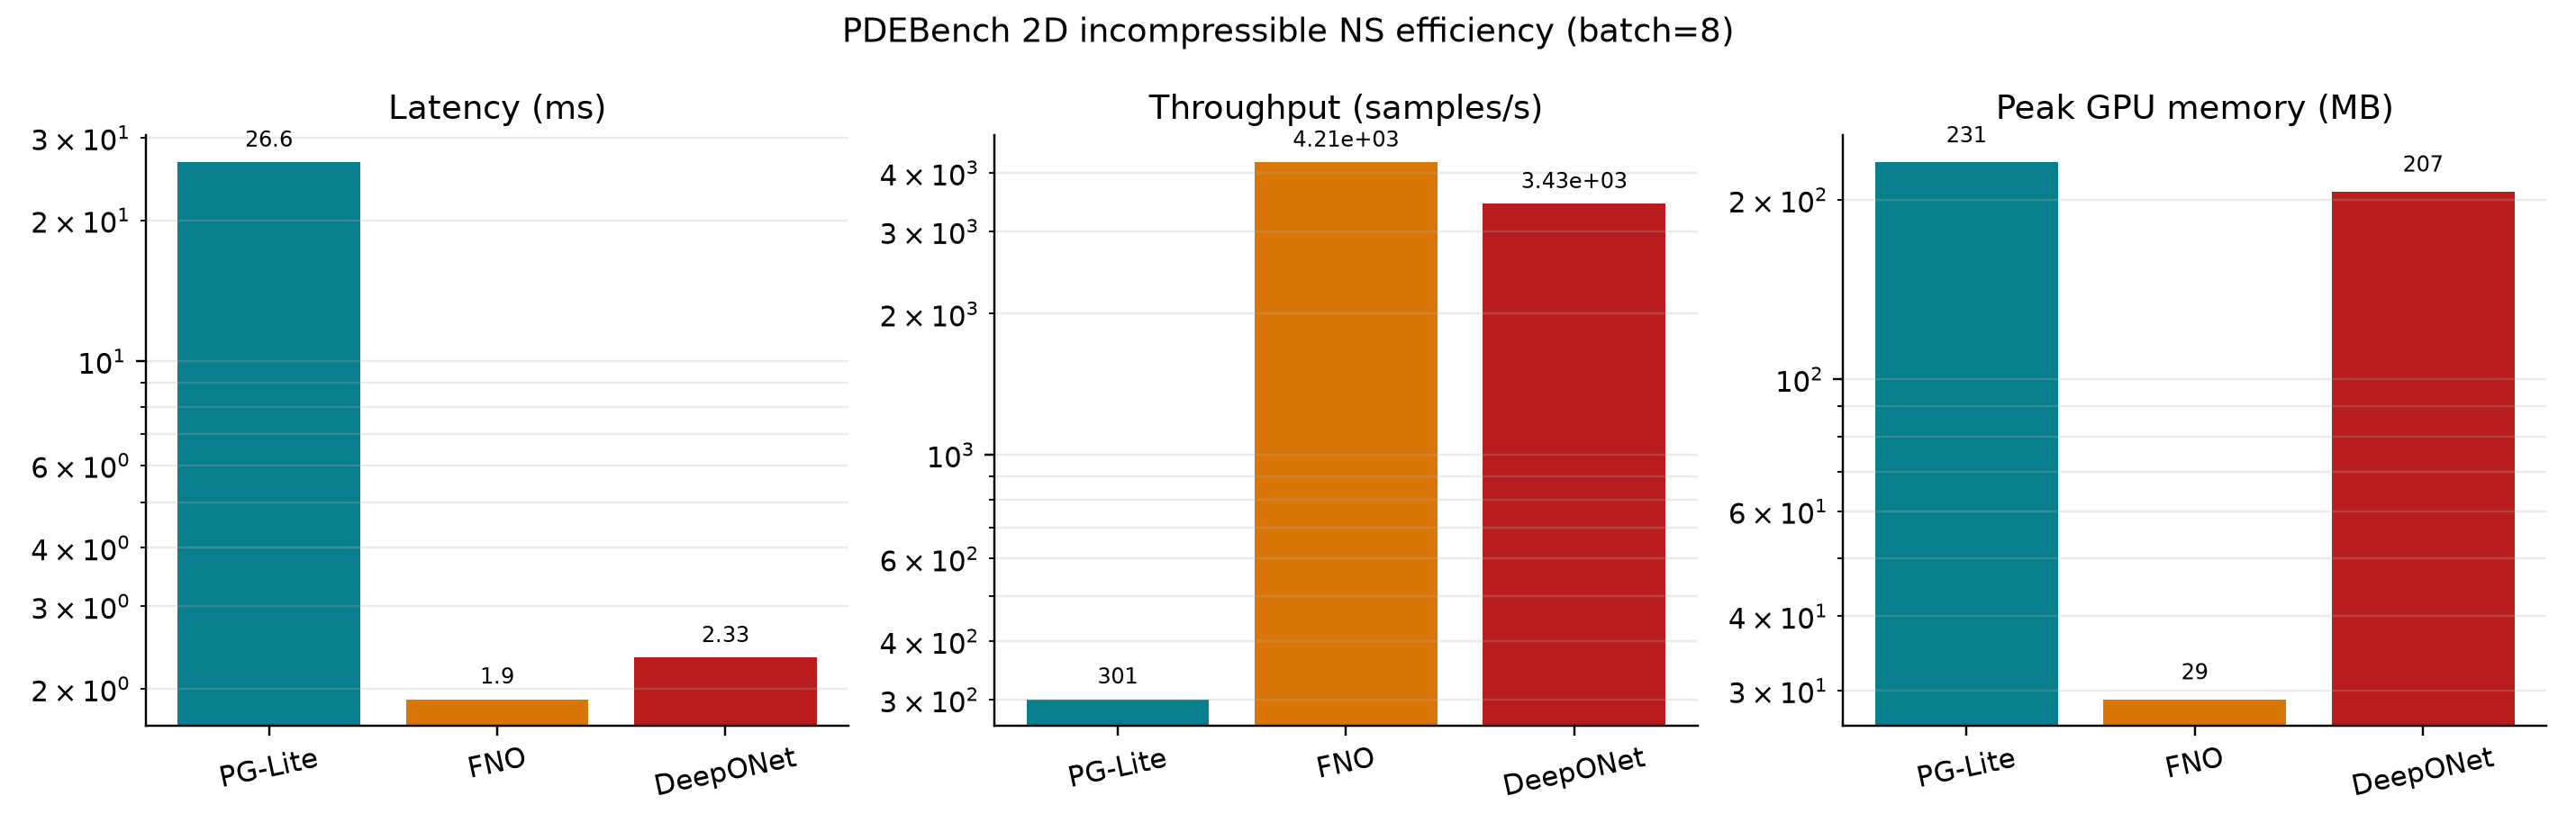 PDEBench 2D incompressible NS efficiency (batch=8)
Latency (ms)
3 × 10¹
2 × 10¹
10¹
6 × 10⁰
4 × 10⁰
3 × 10⁰
2 × 10⁰
26.6
1.9
2.33
PG-Lite
FNO
DeepONet
Throughput (samples/s)
4 × 10³
3 × 10³
2 × 10³
10³
6 × 10²
4 × 10²
3 × 10²
301
4.21e+03
3.43e+03
PG-Lite
FNO
DeepONet
Peak GPU memory (MB)
2 × 10²
10²
6 × 10¹
4 × 10¹
3 × 10¹
231
29
207
PG-Lite
FNO
DeepONet